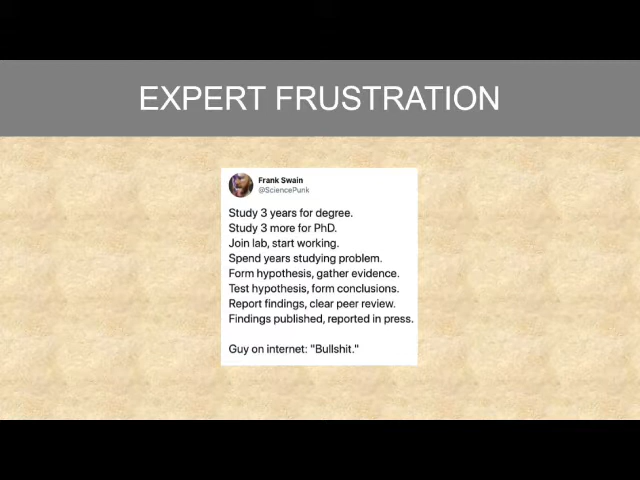 EXPERT FRUSTRATION
Frank Swain
@SciencePunk
Study 3 years for degree.
Study 3 more for PhD.
Join lab, start working.
Spend years studying problem.
Form hypothesis, gather evidence.
Test hypothesis, form conclusions.
Report findings, clear peer review.
Findings published, reported in press.
Guy on internet: "Bullshit."